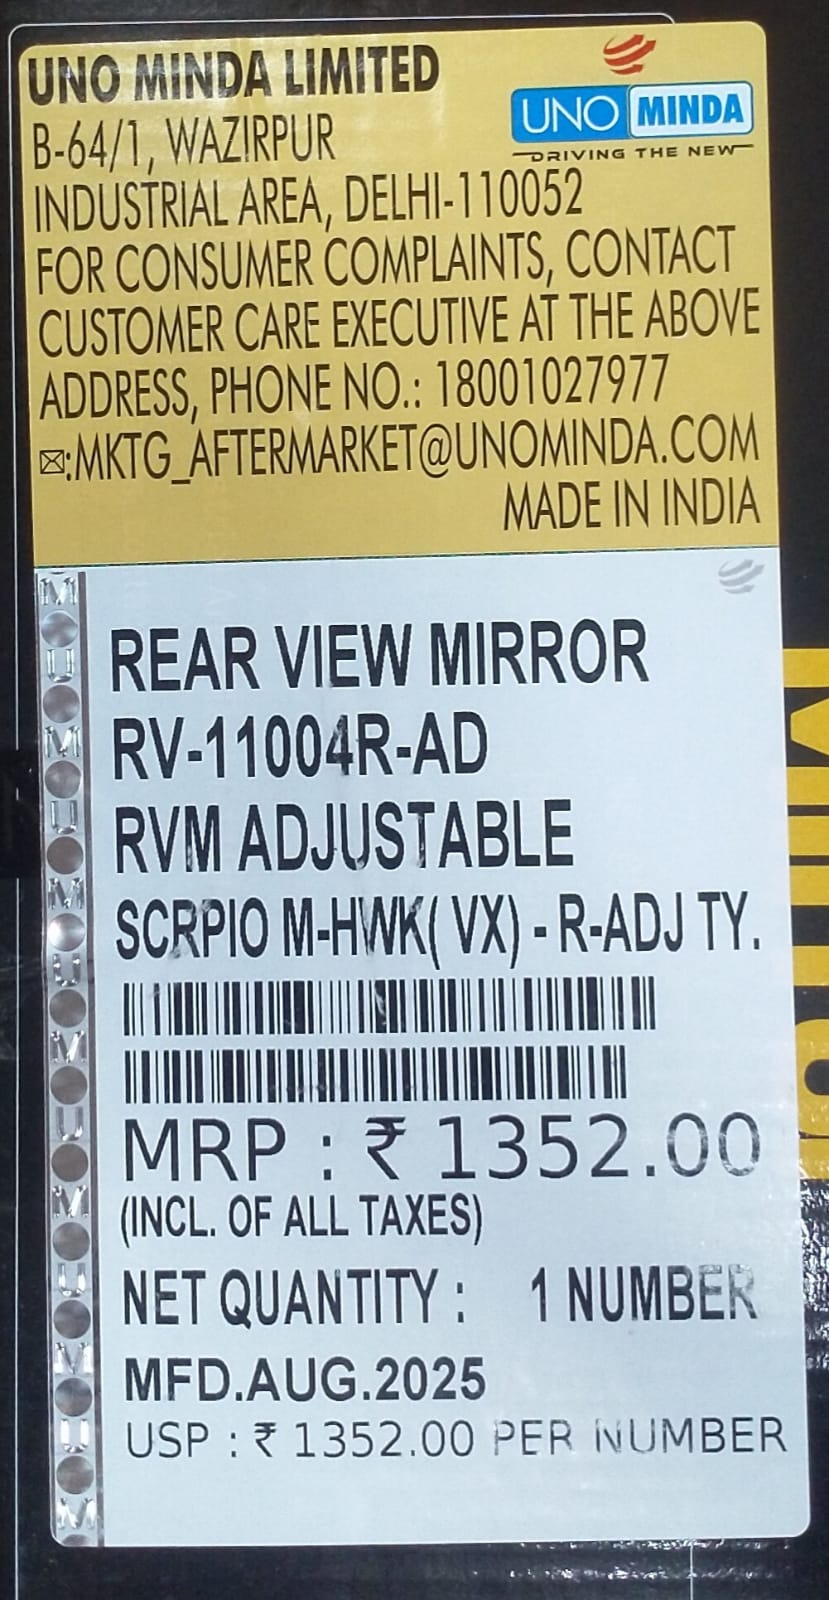 UNO MINDA LIMITED
UNO MINDA
DRIVING THE NEW
B-64/1, WAZIRPUR
INDUSTRIAL AREA, DELHI-110052
FOR CONSUMER COMPLAINTS, CONTACT
CUSTOMER CARE EXECUTIVE AT THE ABOVE
ADDRESS, PHONE NO.: 18001027977
✉:MKTG_AFTERMARKET@UNOMINDA.COM
MADE IN INDIA
REAR VIEW MIRROR
RV-11004R-AD
RVM ADJUSTABLE
SCRPIO M-HWK( VX) - R-ADJ TY.
MRP : ₹ 1352.00
(INCL. OF ALL TAXES)
NET QUANTITY : 1 NUMBER
MFD.AUG.2025
USP : ₹ 1352.00 PER NUMBER
M U M U M U M U M U M U M